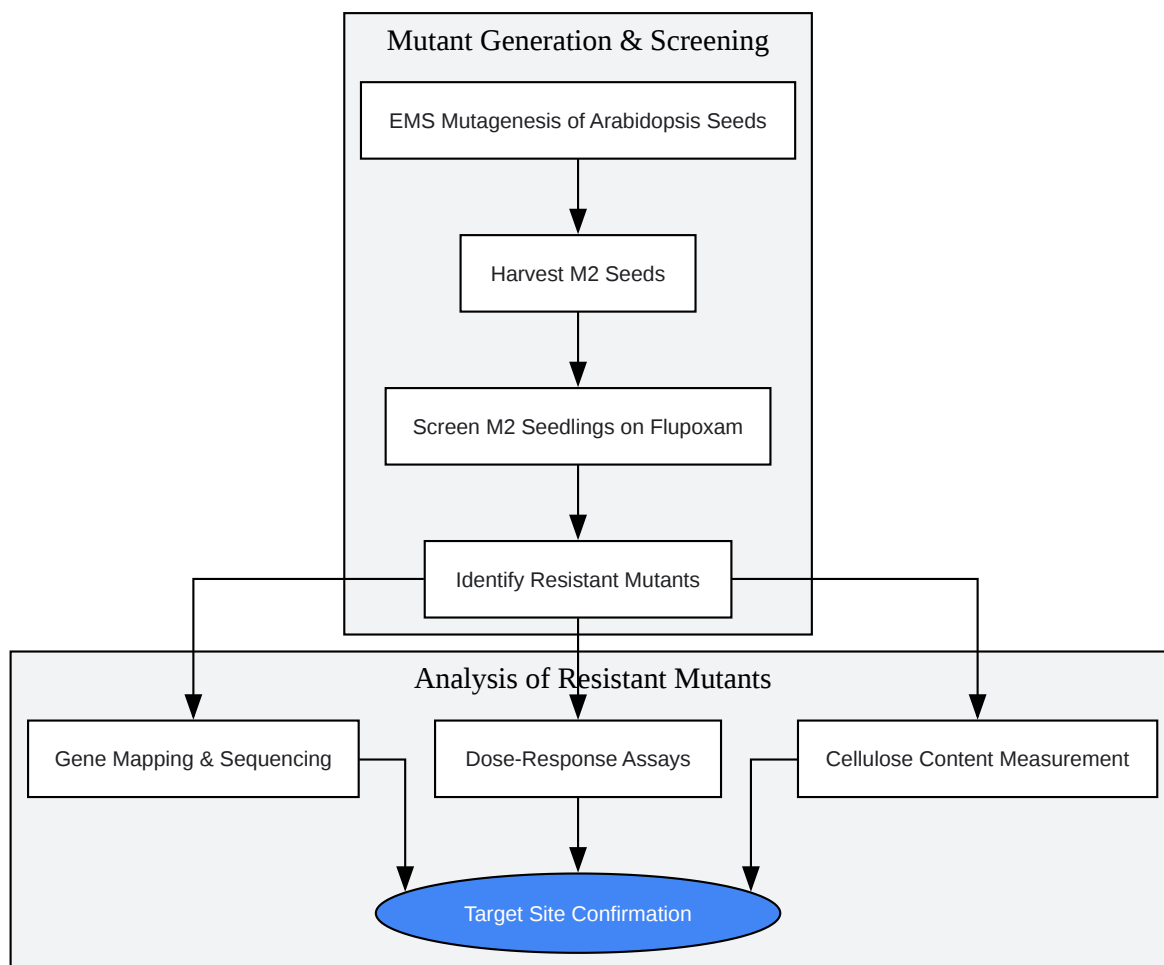 Mutant Generation & Screening
EMS Mutagenesis of Arabidopsis Seeds
Harvest M2 Seeds
Screen M2 Seedlings on Flupoxam
Identify Resistant Mutants
Analysis of Resistant Mutants
Gene Mapping & Sequencing
Dose-Response Assays
Cellulose Content Measurement
Target Site Confirmation